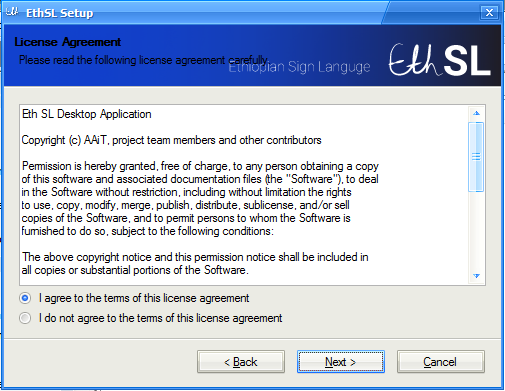 EthSL Setup
License Agreement
Please read the following license agreement carefully.
Ethiopian Sign Languge
Eth SL
Eth SL Desktop Application
Copyright (c) AAiT, project team members and other contributors
Permission is hereby granted, free of charge, to any person obtaining a copy
of this software and associated documentation files (the "Software"), to deal
in the Software without restriction, including without limitation the rights
to use, copy, modify, merge, publish, distribute, sublicense, and/or sell
copies of the Software, and to permit persons to whom the Software is
furnished to do so, subject to the following conditions:
The above copyright notice and this permission notice shall be included in
all copies or substantial portions of the Software.
I agree to the terms of this license agreement
I do not agree to the terms of this license agreement
< Back Next > Cancel